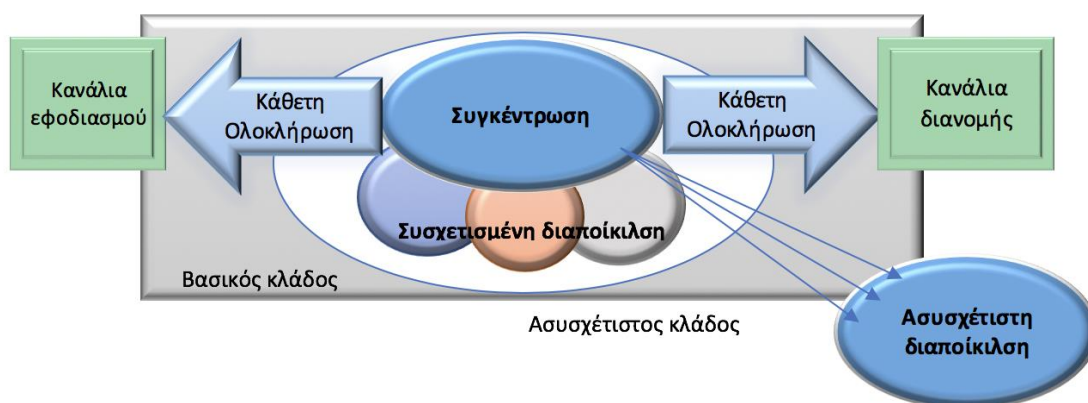 Κανάλια
εφοδιασμού
Κάθετη
Ολοκλήρωση
Συγκέντρωση
Κάθετη
Ολοκλήρωση
Κανάλια
διανομής
Συσχετισμένη διαποίκιλση
Βασικός κλάδος
Ασυσχέτιστος κλάδος
Ασυσχέτιστη
διαποίκιλση